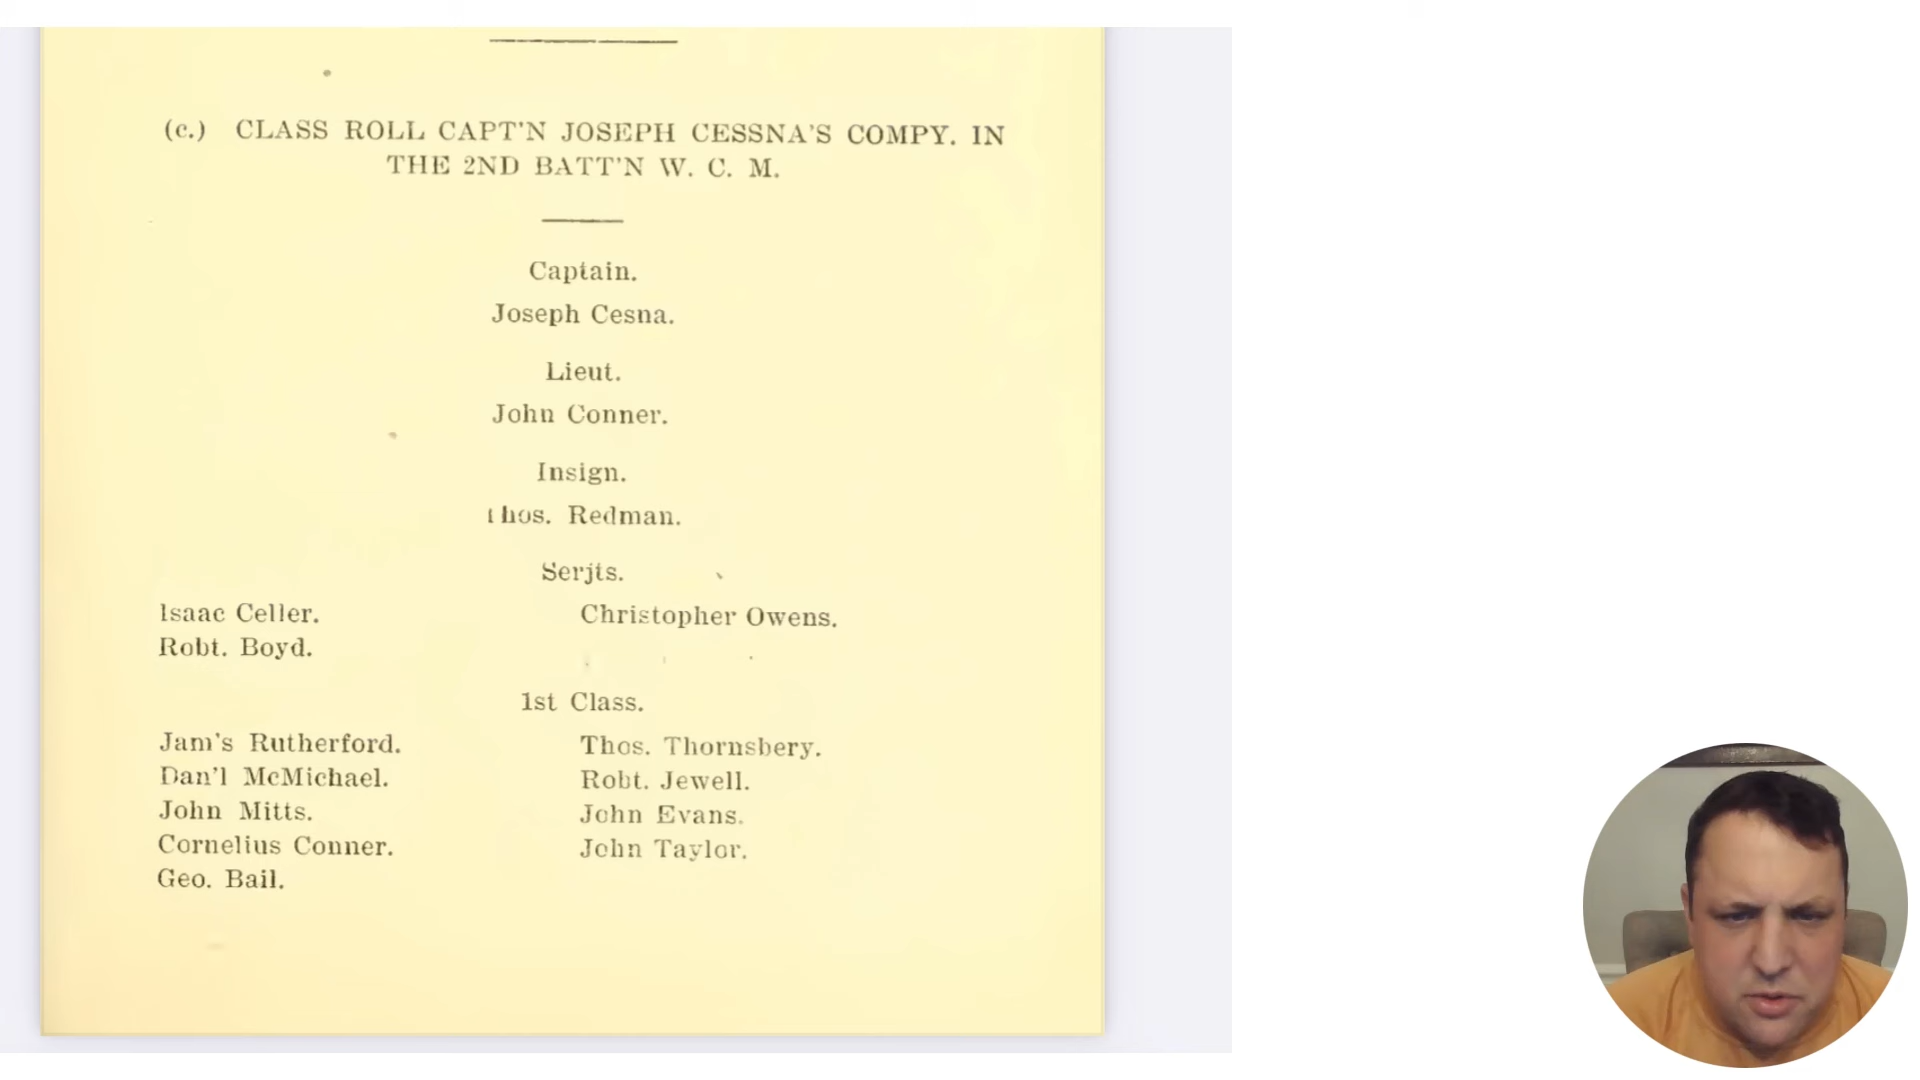 (c.) CLASS ROLL CAPT'N JOSEPH CESSNA'S COMPY. IN
THE 2ND BATT'N W. C. M.
Captain.
Joseph Cesna.
Lieut.
John Conner.
Insign.
Thos. Redman.
Serjts.
Isaac Celler. Christopher Owens.
Robt. Boyd.
1st Class.
Jam's Rutherford. Thos. Thornsbery.
Dan'l McMichael. Robt. Jewell.
John Mitts. John Evans.
Cornelius Conner. John Taylor.
Geo. Bail.